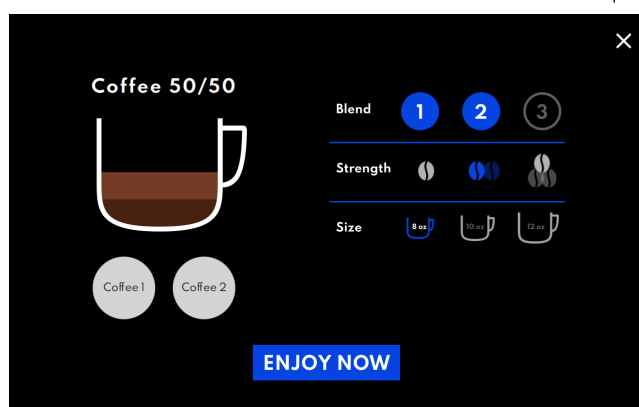 Coffee 50/50
Coffee 1
Coffee 2
Blend
1
2
3
Strength
Size
8 oz
10 oz
12 oz
ENJOY NOW